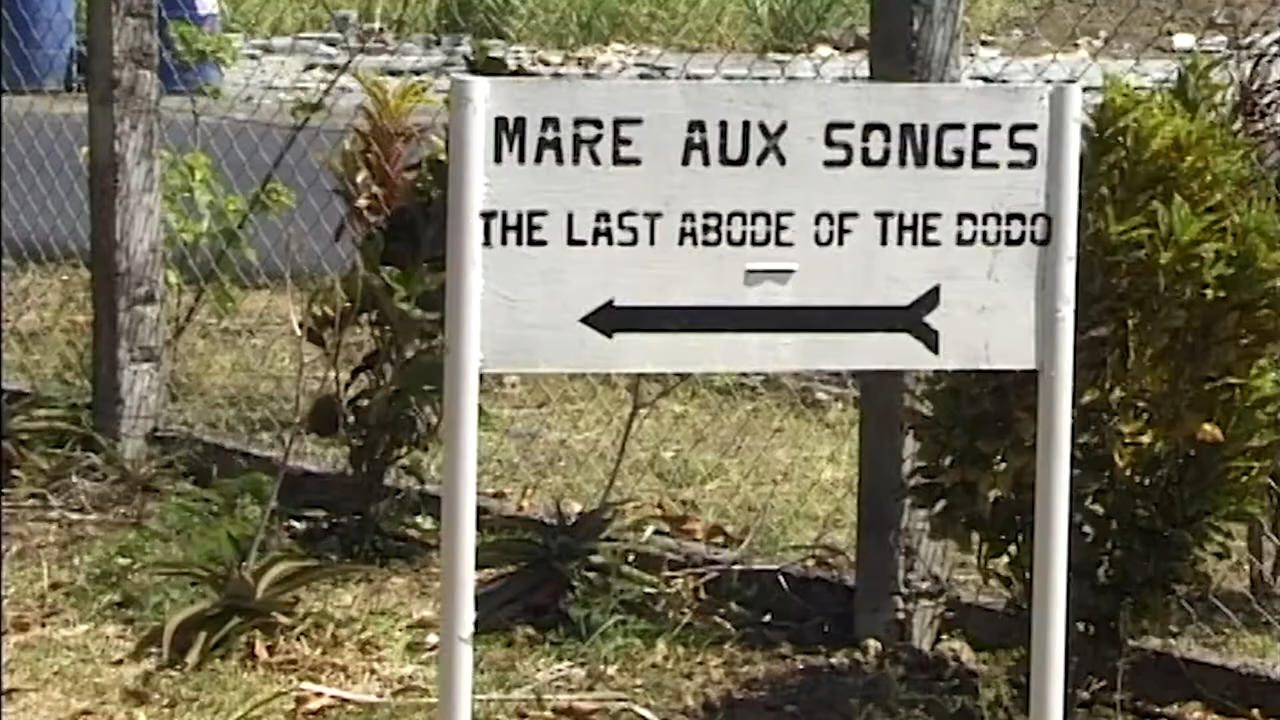 MARE AUX SONGES
THE LAST ABODE OF THE DODO